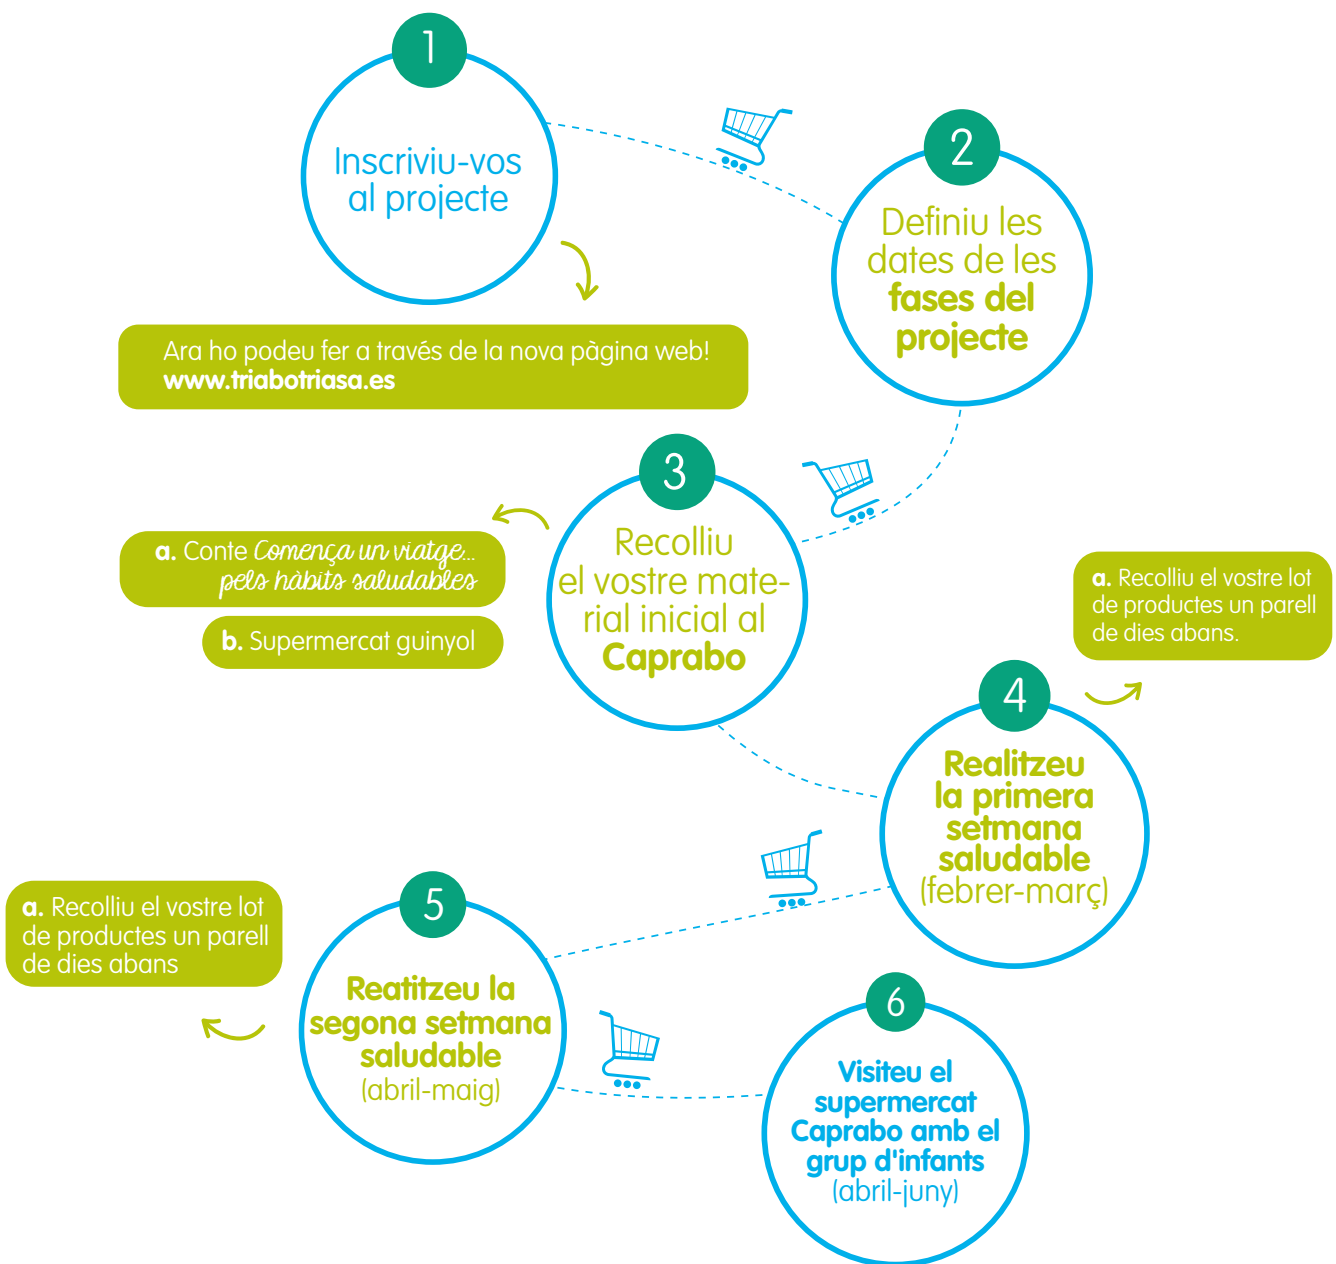 1
Inscriviu-vos
al projecte
Ara ho podeu fer a través de la nova pàgina web!
www.triabotriasa.es
2
Definiu les
dates de les
fases del
projecte
3
Recolliu
el vostre mate-
rial inicial al
Caprabo
a. Conte Comença un viatge...
pels hàbits saludables
b. Supermercat guinyol
4
Realitzeu
la primera
setmana
saludable
(febrer-març)
a. Recolliu el vostre lot
de productes un parell
de dies abans.
5
Reatitzeu la
segona setmana
saludable
(abril-maig)
a. Recolliu el vostre lot
de productes un parell
de dies abans
6
Visiteu el
supermercat
Caprabo amb el
grup d'infants
(abril-juny)